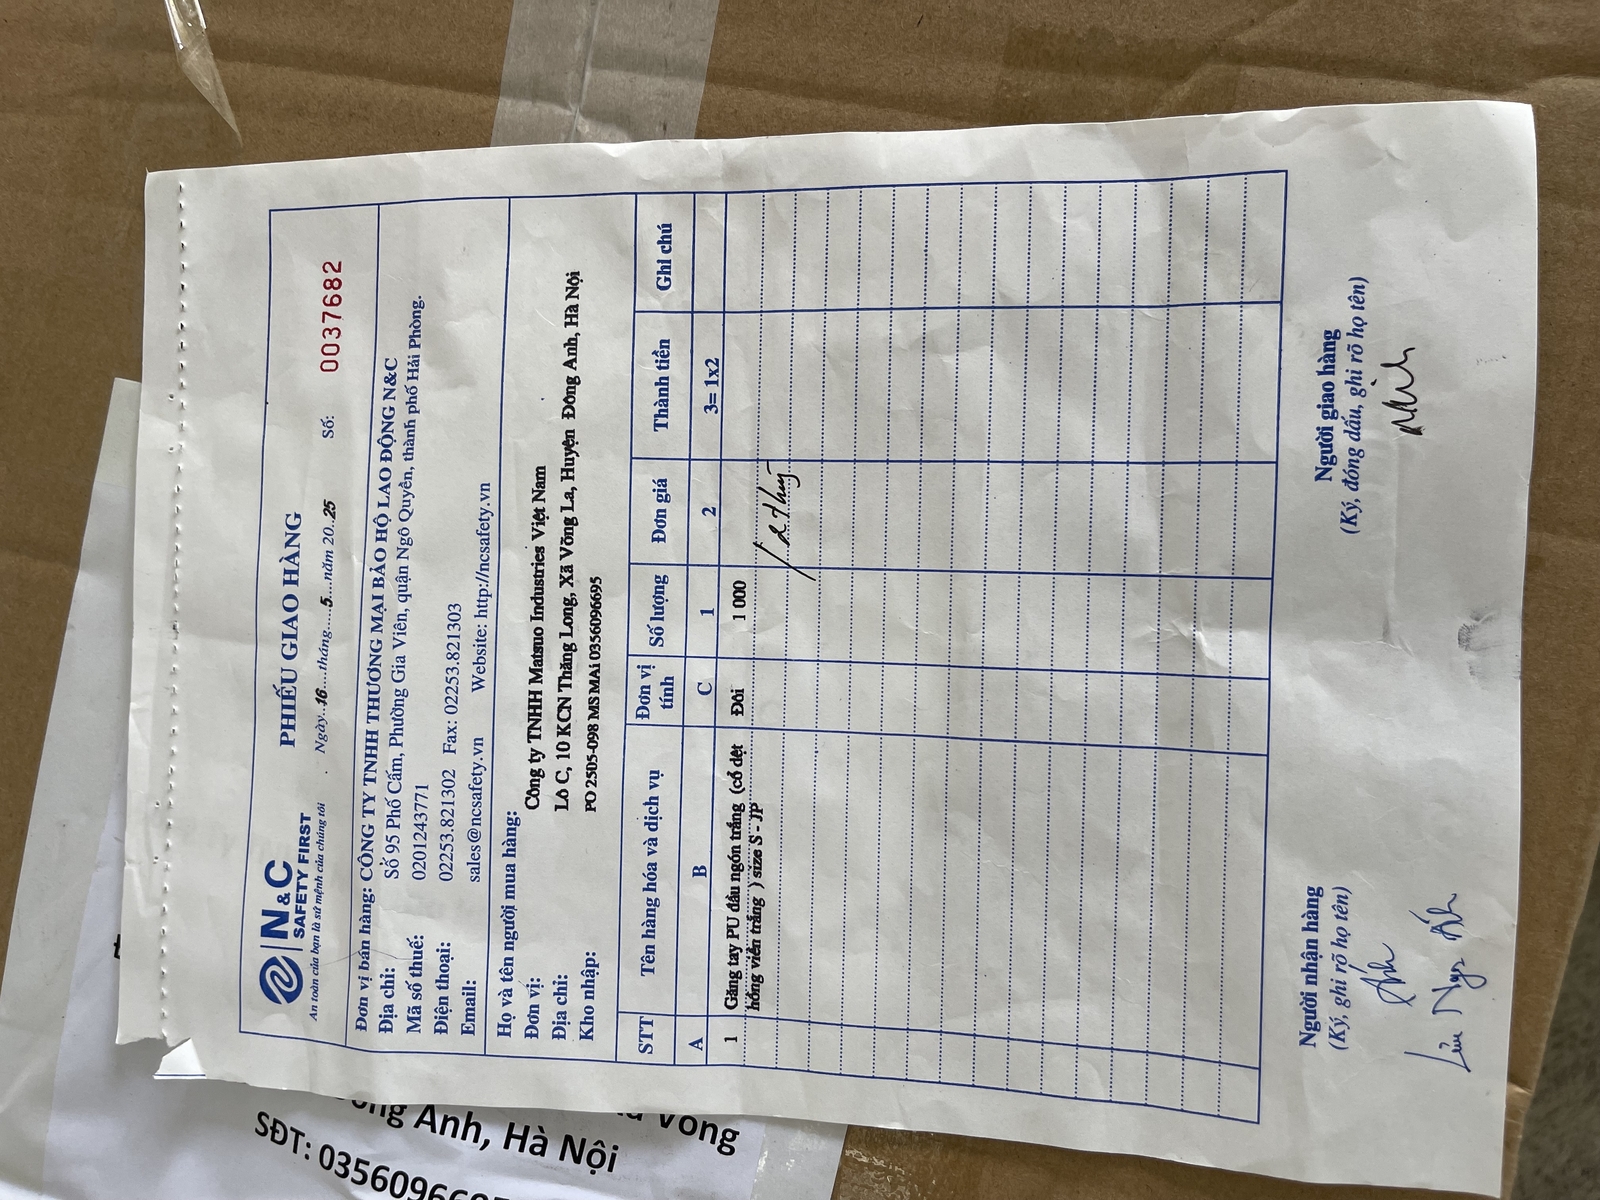 N&C
SAFETY FIRST
An toàn của bạn là sứ mệnh của chúng tôi
PHIẾU GIAO HÀNG
Ngày..16....tháng....5....năm 20..25
Số: 0037682
Đơn vị bán hàng: CÔNG TY TNHH THƯƠNG MẠI BẢO HỘ LAO ĐỘNG N&C
Địa chỉ: Số 95 Phố Cấm, Phường Gia Viên, quận Ngô Quyền, thành phố Hải Phòng.
Mã số thuế: 0201243771
Điện thoại: 02253.821302 Fax: 02253.821303
Email: sales@ncsafety.vn Website: http://ncsafety.vn
Họ và tên người mua hàng:
Đơn vị: Công ty TNHH Matsuo Industries Việt Nam
Địa chỉ: Lô C, 10 KCN Thăng Long, Xã Võng La, Huyện Đông Anh, Hà Nội
Kho nhập: PO 2505-098 MS MAi 0356096695
STT Tên hàng hóa và dịch vụ Đơn vị tính Số lượng Đơn giá Thành tiền Ghi chú
A B C 1 2 3= 1x2
1 Găng tay PU đầu ngón trắng (cổ dệt Đôi 1 000
hồng viền trắng ) size S - JP
Người nhận hàng
(Ký, ghi rõ họ tên)
Ánh
Ánh
Người giao hàng
(Ký, đóng dấu, ghi rõ họ tên)
Anh, Hà Nội
SĐT: 035609669